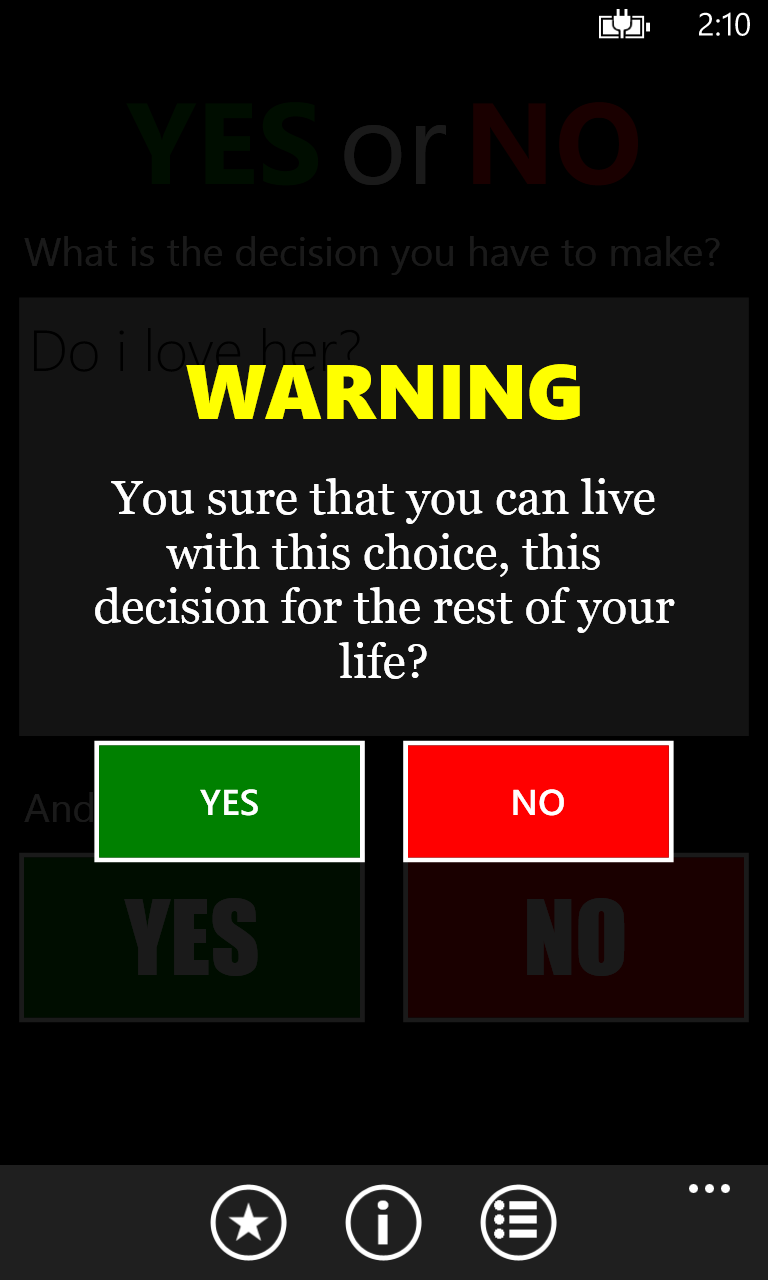 2:10
YES or NO
What is the decision you have to make?
Do i love her?
WARNING
You sure that you can live
with this choice, this
decision for the rest of your
life?
YES NO
And
YES NO